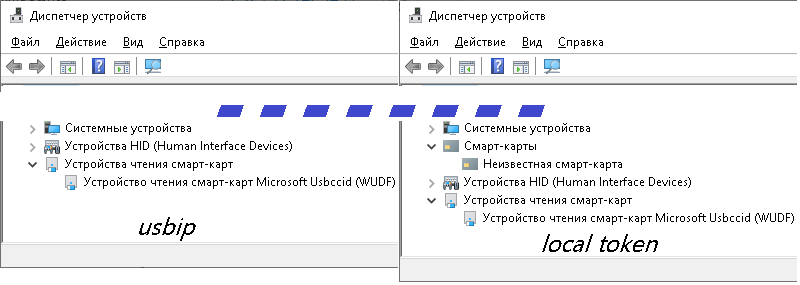 Диспетчер устройств
Файл Действие Вид Справка
Системные устройства
Устройства HID (Human Interface Devices)
Устройства чтения смарт-карт
Устройство чтения смарт-карт Microsoft Usbccid (WUDF)
usbip
Диспетчер устройств
Файл Действие Вид Справка
Системные устройства
Смарт-карты
Неизвестная смарт-карта
Устройства HID (Human Interface Devices)
Устройства чтения смарт-карт
Устройство чтения смарт-карт Microsoft Usbccid (WUDF)
local token